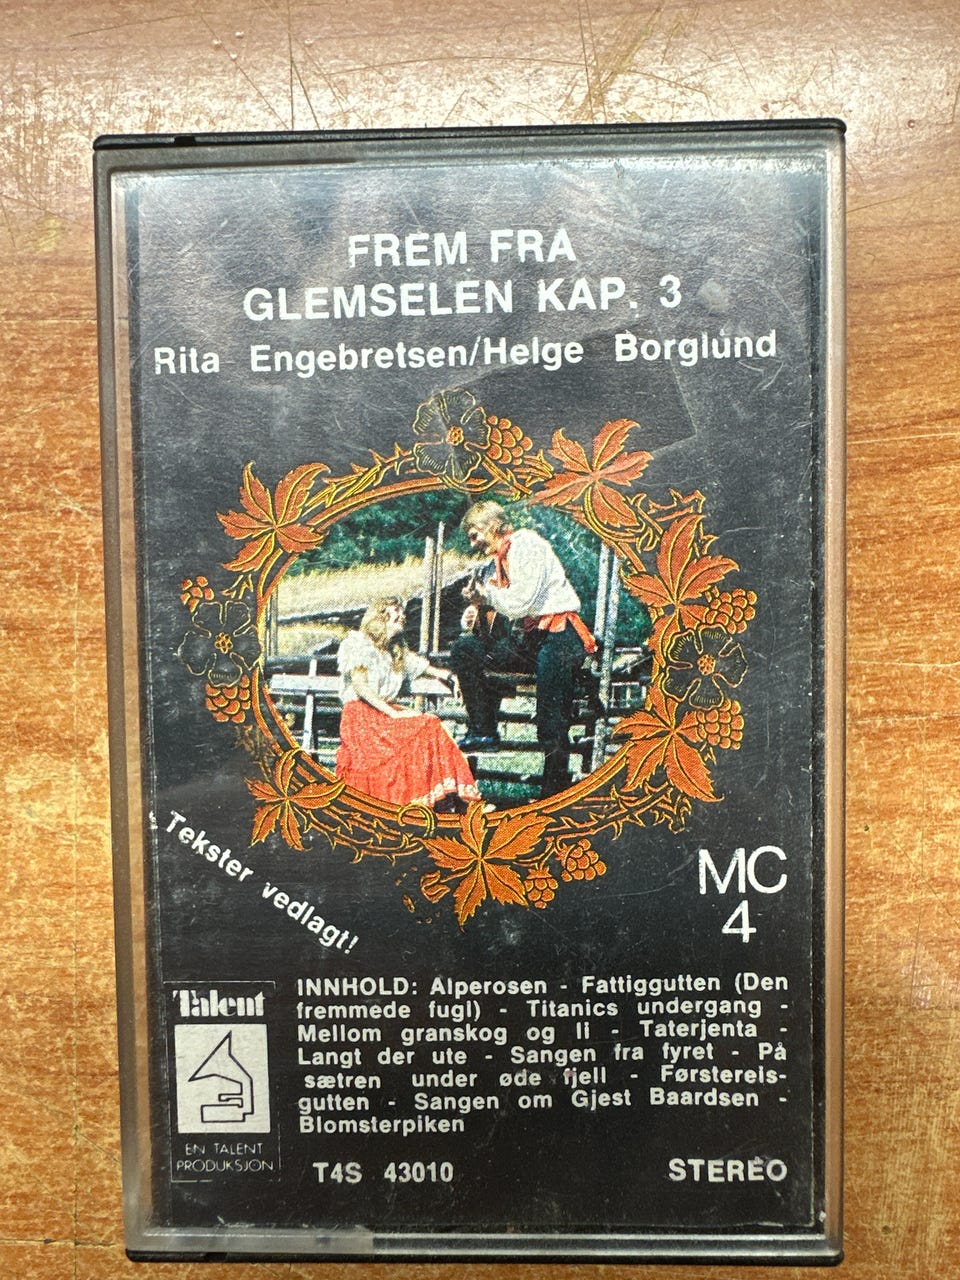 FREM FRA
GLEMSELEN KAP. 3
Rita Engebretsen/Helge Borglund
Tekster vedlagt!
MC
4
INNHOLD: Alperosen - Fattiggutten (Den
fremmede fugl) - Titanics undergang -
Mellom granskog og li - Taterjenta -
Langt der ute - Sangen fra fyret - På
sætren under øde fjell - Førstereis-
gutten - Sangen om Gjest Baardsen -
Blomsterpiken
Talent
EN TALENT
PRODUKSJON
T4S 43010
STEREO